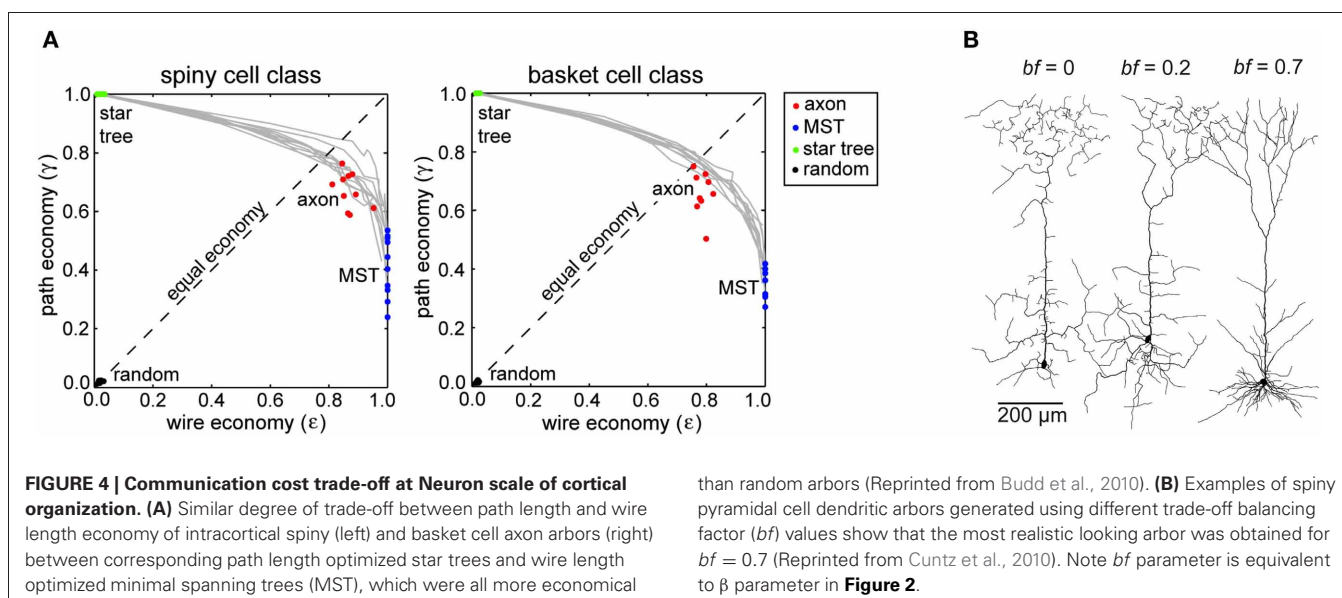 A
spiny cell class
path economy (γ)
1.0
0.8
0.6
0.4
0.2
0.0
star
tree
equal economy
axon
MST
random
0.0 0.2 0.4 0.6 0.8 1.0
wire economy (ε)
basket cell class
path economy (γ)
1.0
0.8
0.6
0.4
0.2
0.0
star
tree
equal economy
axon
MST
random
0.0 0.2 0.4 0.6 0.8 1.0
wire economy (ε)
axon
MST
star tree
random
B
bf = 0 bf = 0.2 bf = 0.7
200 μm
FIGURE 4 | Communication cost trade-off at Neuron scale of cortical
organization. (A) Similar degree of trade-off between path length and wire
length economy of intracortical spiny (left) and basket cell axon arbors (right)
between corresponding path length optimized star trees and wire length
optimized minimal spanning trees (MST), which were all more economical
than random arbors (Reprinted from Budd et al., 2010). (B) Examples of spiny
pyramidal cell dendritic arbors generated using different trade-off balancing
factor (bf) values show that the most realistic looking arbor was obtained for
bf = 0.7 (Reprinted from Cuntz et al., 2010). Note bf parameter is equivalent
to β parameter in Figure 2.